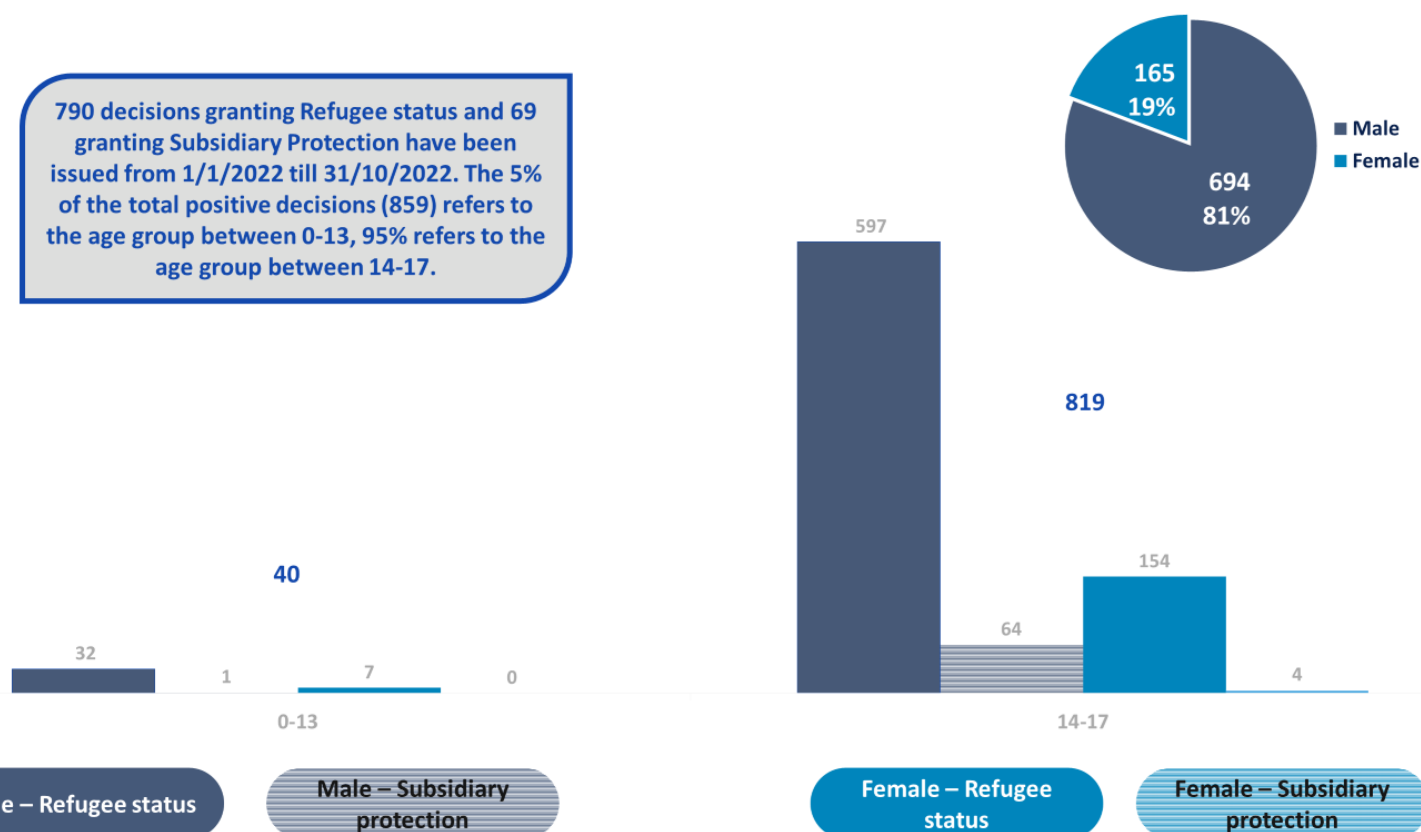 790 decisions granting Refugee status and 69
granting Subsidiary Protection have been
issued from 1/1/2022 till 31/10/2022. The 5%
of the total positive decisions (859) refers to
the age group between 0-13, 95% refers to the
age group between 14-17.
165
19%
694
81%
Male
Female
597
819
40
154
64
32
1
7
0
4
0-13
14-17
e – Refugee status
Male – Subsidiary
protection
Female – Refugee
status
Female – Subsidiary
protection